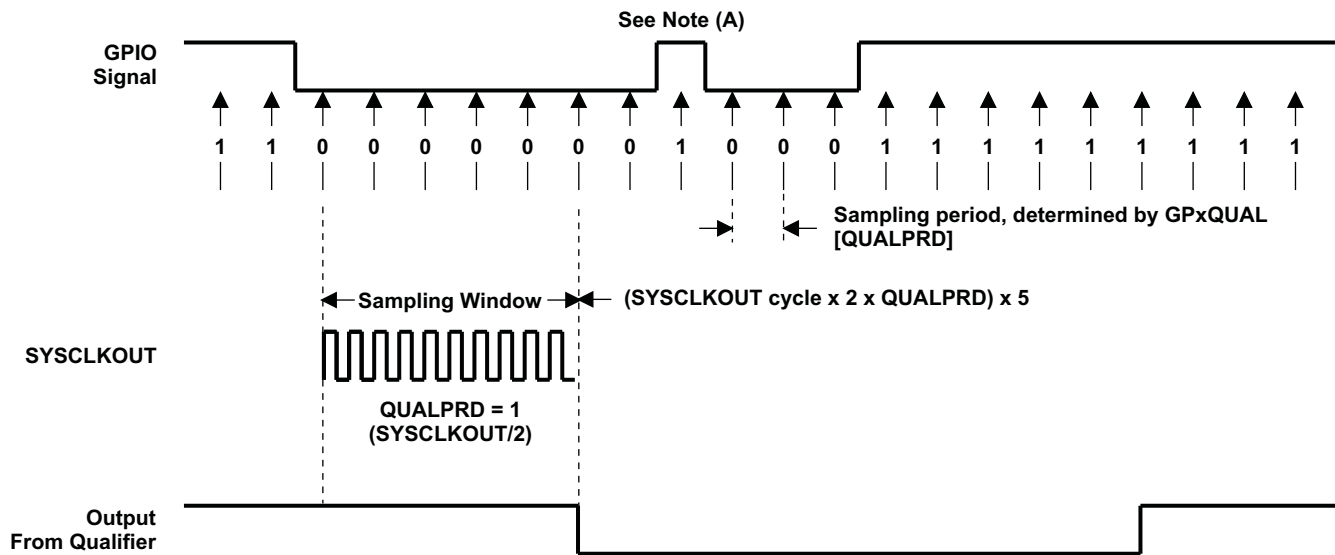 See Note (A)
GPIO
Signal
1 1 0 0 0 0 0 0 0 1 0 0 0 1 1 1 1 1 1 1 1 1
Sampling period, determined by GPxQUAL
[QUALPRD]
Sampling Window
(SYSCLKOUT cycle x 2 x QUALPRD) x 5
SYSCLKOUT
QUALPRD = 1
(SYSCLKOUT/2)
Output
From Qualifier